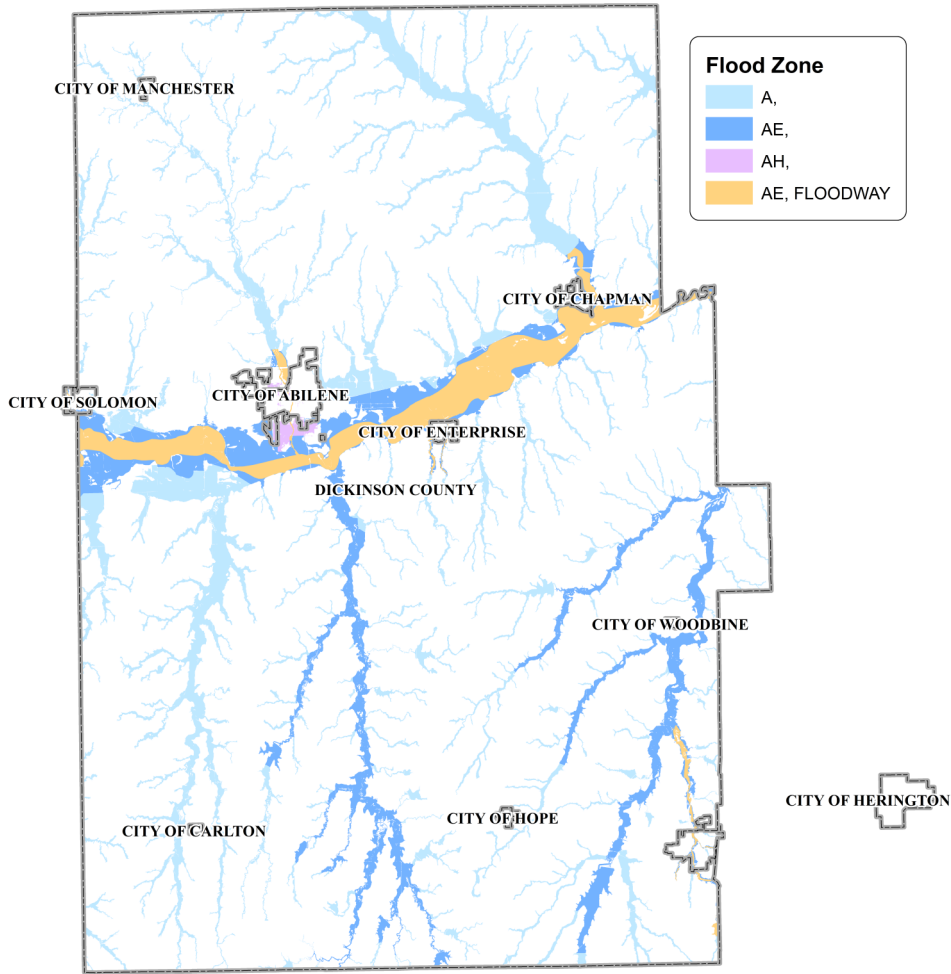 Flood Zone
A,
AE,
AH,
AE, FLOODWAY
CITY OF MANCHESTER
CITY OF CHAPMAN
CITY OF SOLOMON
CITY OF ABILENE
CITY OF ENTERPRISE
DICKINSON COUNTY
CITY OF WOODBINE
CITY OF HERINGTON
CITY OF HOPE
CITY OF CARLTON